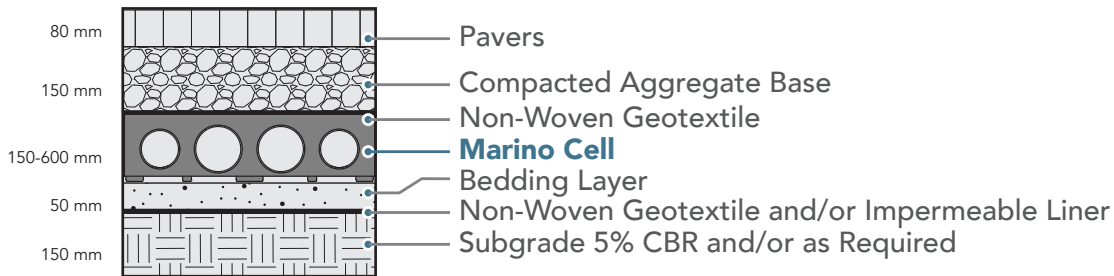 80 mm
Pavers
150 mm
Compacted Aggregate Base
Non-Woven Geotextile
150-600 mm
Marino Cell
Bedding Layer
50 mm
Non-Woven Geotextile and/or Impermeable Liner
150 mm
Subgrade 5% CBR and/or as Required